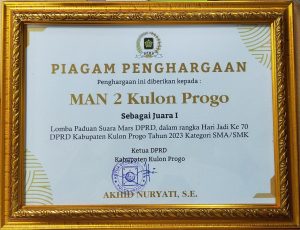 PIAGAM PENGHARGAAN
Penghargaan ini diberikan kepada :
MAN 2 Kulon Progo
Sebagai Juara I
Lomba Paduan Suara Mars DPRD, dalam rangka Hari Jadi Ke 70
DPRD Kabupaten Kulon Progo Tahun 2023 Kategori SMA/SMK
Ketua DPRD
Kabupaten Kulon Progo
AKHID NURYATI, S.E.